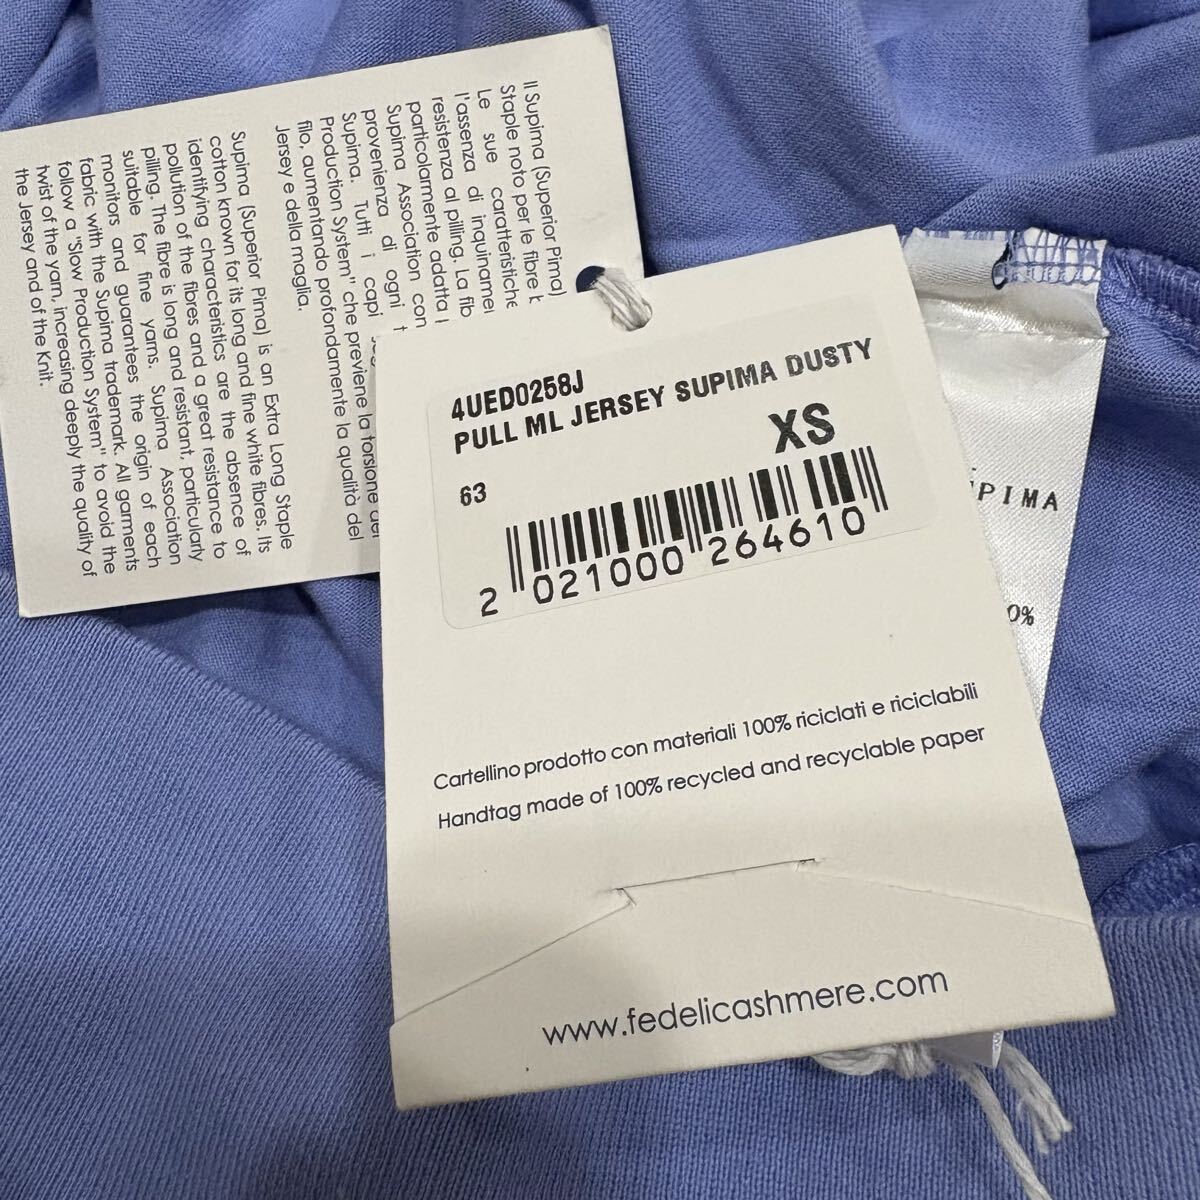 Il Supima (Superior Pima)
Staple noto per le fibre
Le sue caratteristiche
l'assenza di
resistenza al pilling. La
particolarmente adatta
Supima Association con
provenienza di ogni
Supima. Tutti i capi
Production System" che previene la torsione del
filo, aumentando profondamente la qualità del
Jersey e della maglia.
Supima (Superior Pima) is an Extra Long Staple
cotton known for its long and fine white fibres. Its
identifying characteristics are the absence of
pollution of the fibres and a great resistance to
pilling. The fibre is long and resistant, particularly
suitable for fine yarns. Supima Association
monitors and guarantees the origin of each
fabric with the Supima trademark. All garments
follow a "Slow Production System" to avoid the
twist of the yarn, increasing deeply the quality of
the Jersey and of the Knit.
4UED0258J
PULL ML JERSEY SUPIMA DUSTY
XS
63
2 021000 264610
Cartellino prodotto con materiali 100% riciclati e riciclabili
Handtag made of 100% recycled and recyclable paper
www.fedelicashmere.com
PIMA
0%